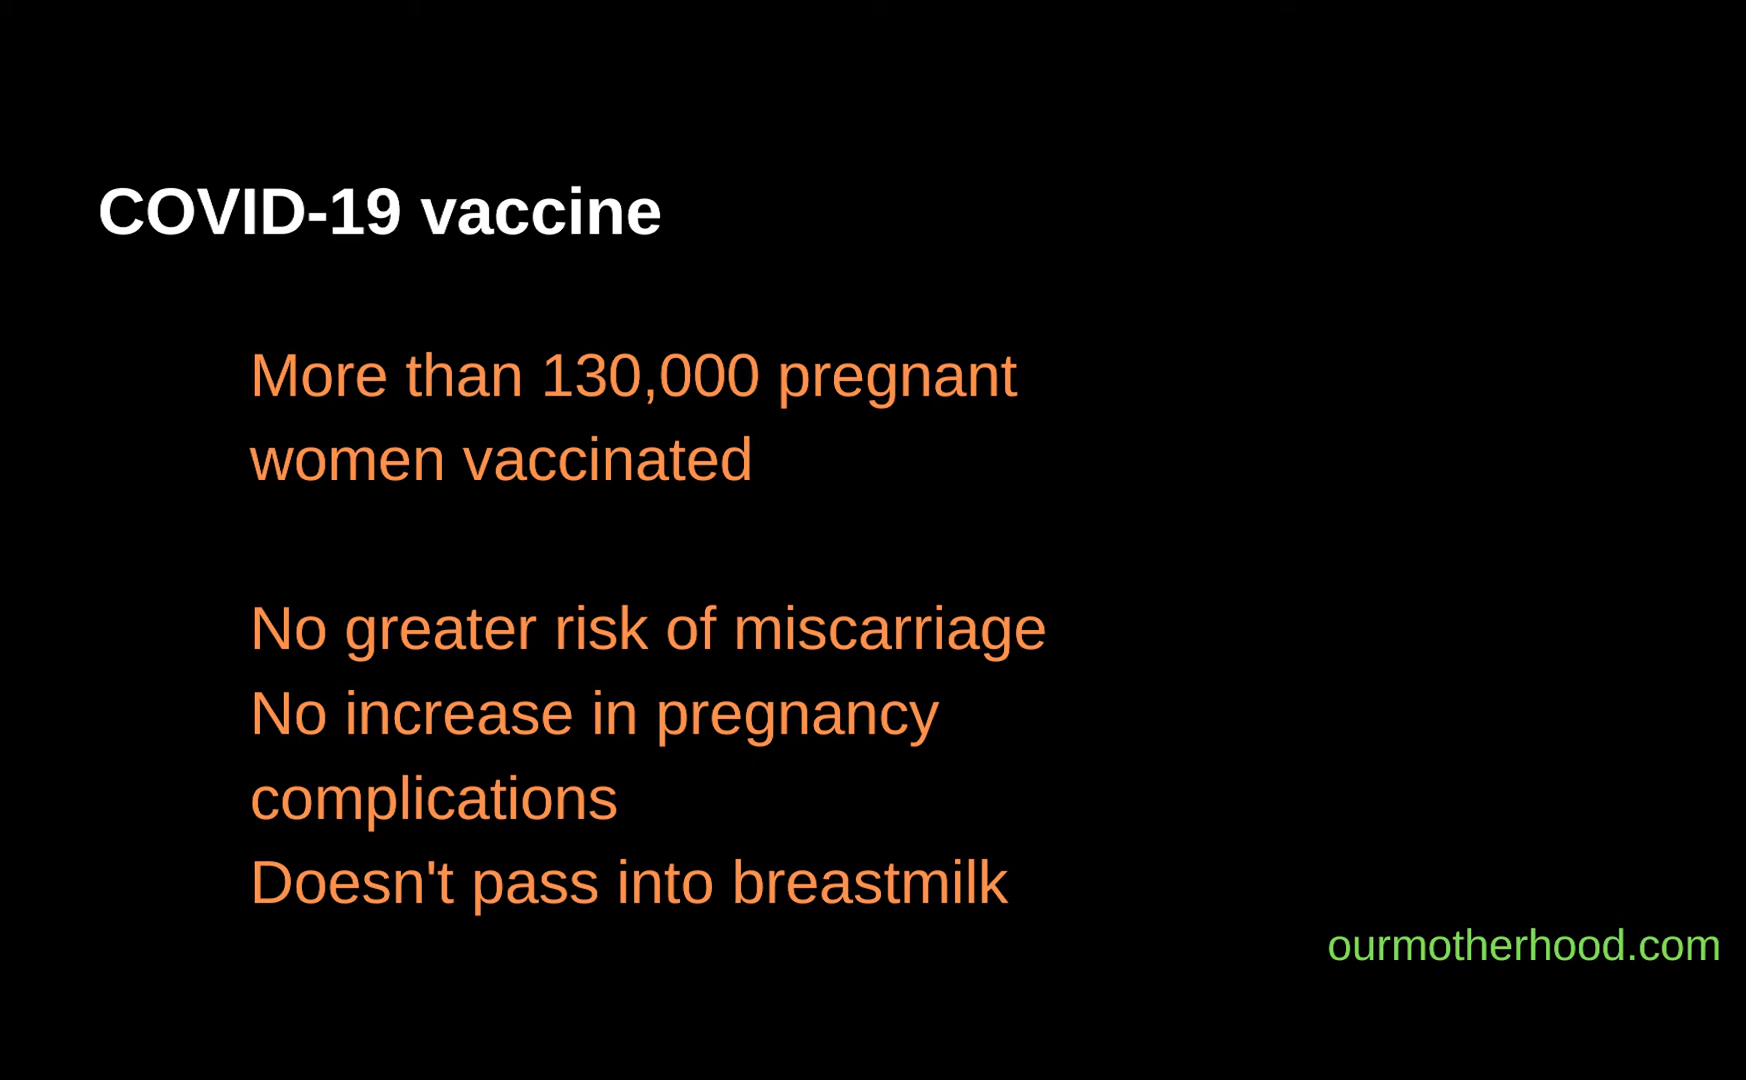 COVID-19 vaccine
More than 130,000 pregnant
women vaccinated
No greater risk of miscarriage
No increase in pregnancy
complications
Doesn't pass into breastmilk
ourmotherhood.com